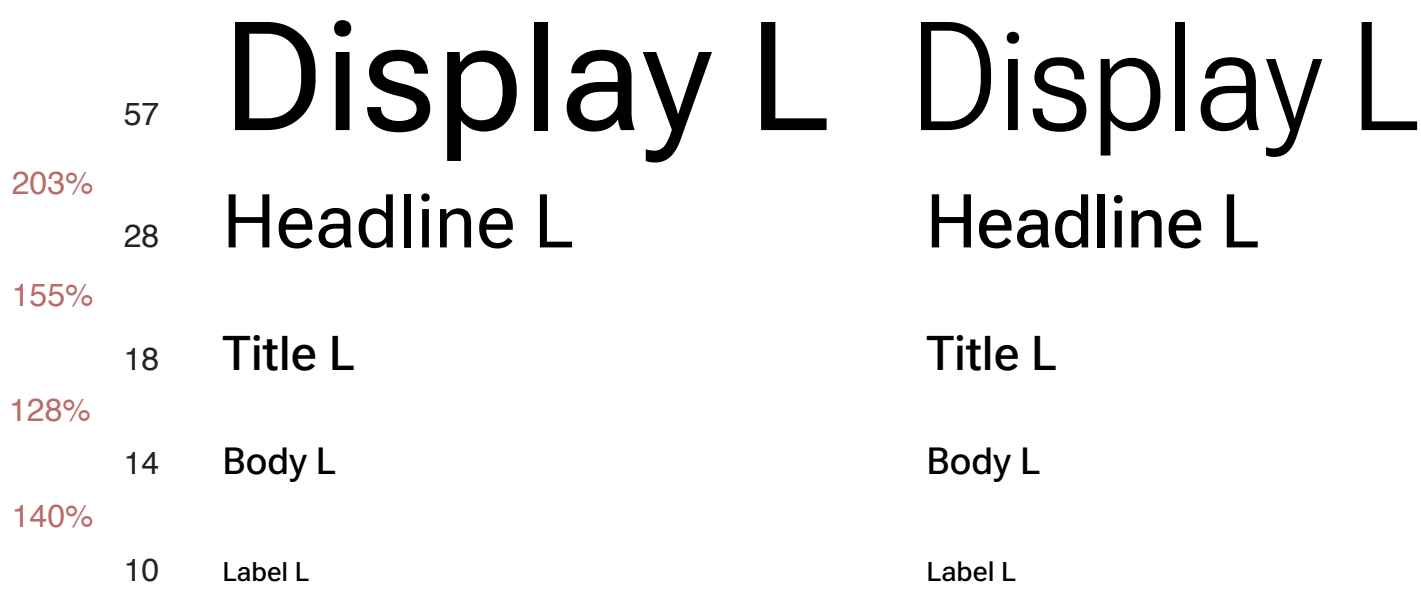 57 Display L Display L
203%
28 Headline L Headline L
155%
18 Title L Title L
128%
14 Body L Body L
140%
10 Label L Label L